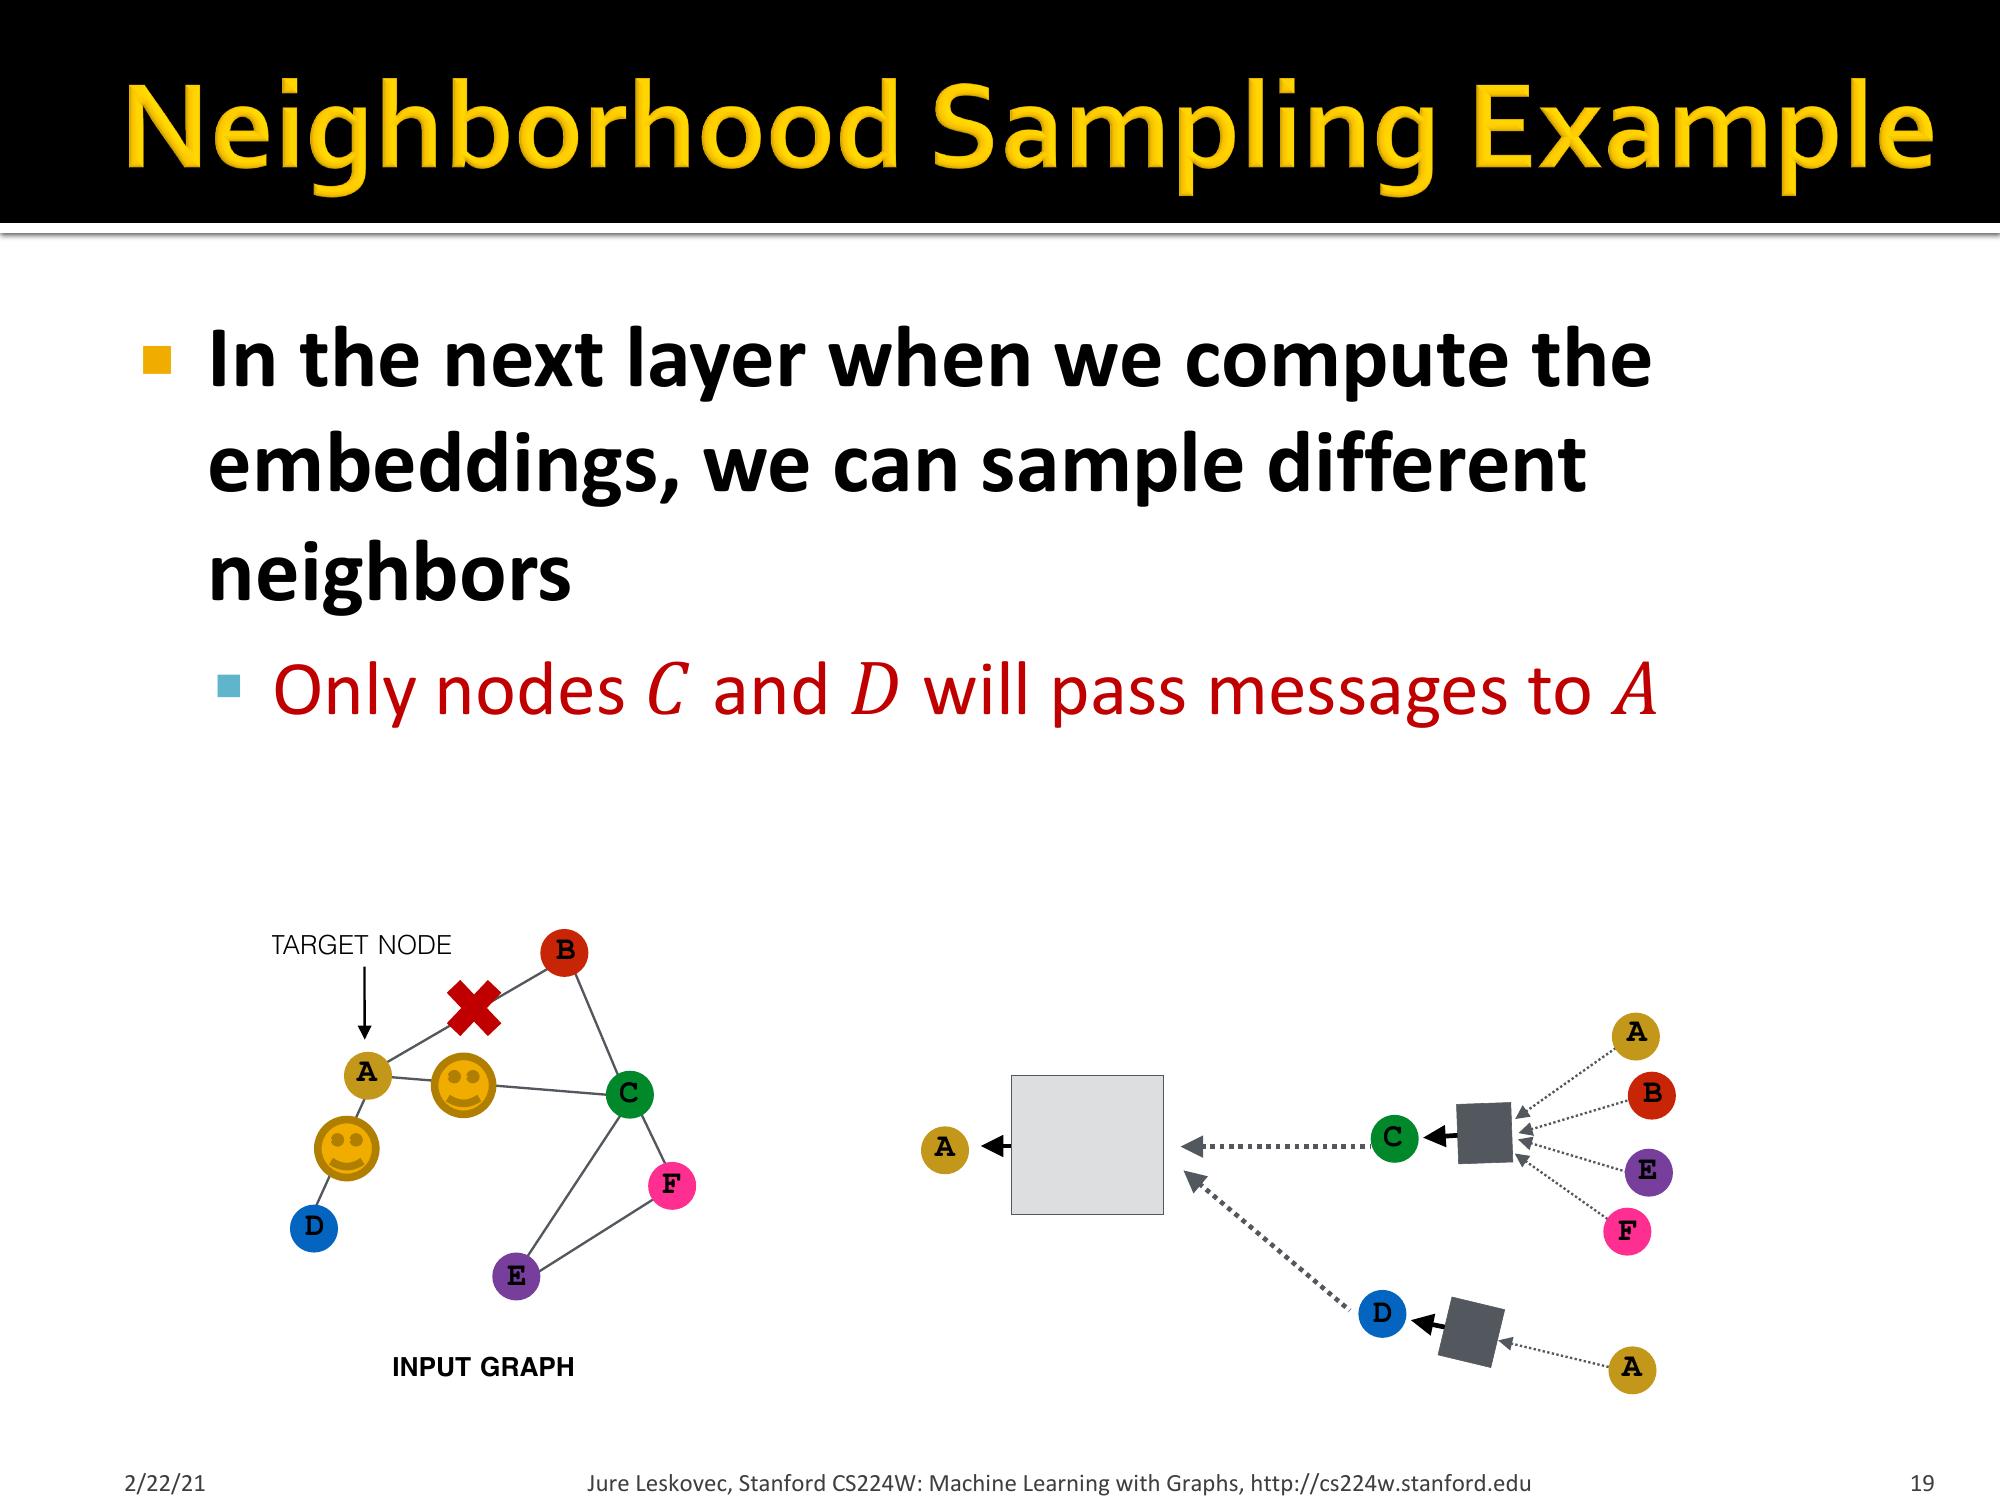 Neighborhood Sampling Example
In the next layer when we compute the
embeddings, we can sample different
neighbors
Only nodes C and D will pass messages to A
TARGET NODE
B
A
C
F
D
E
INPUT GRAPH
A
C
D
A
B
E
F
A
2/22/21
Jure Leskovec, Stanford CS224W: Machine Learning with Graphs, http://cs224w.stanford.edu
19